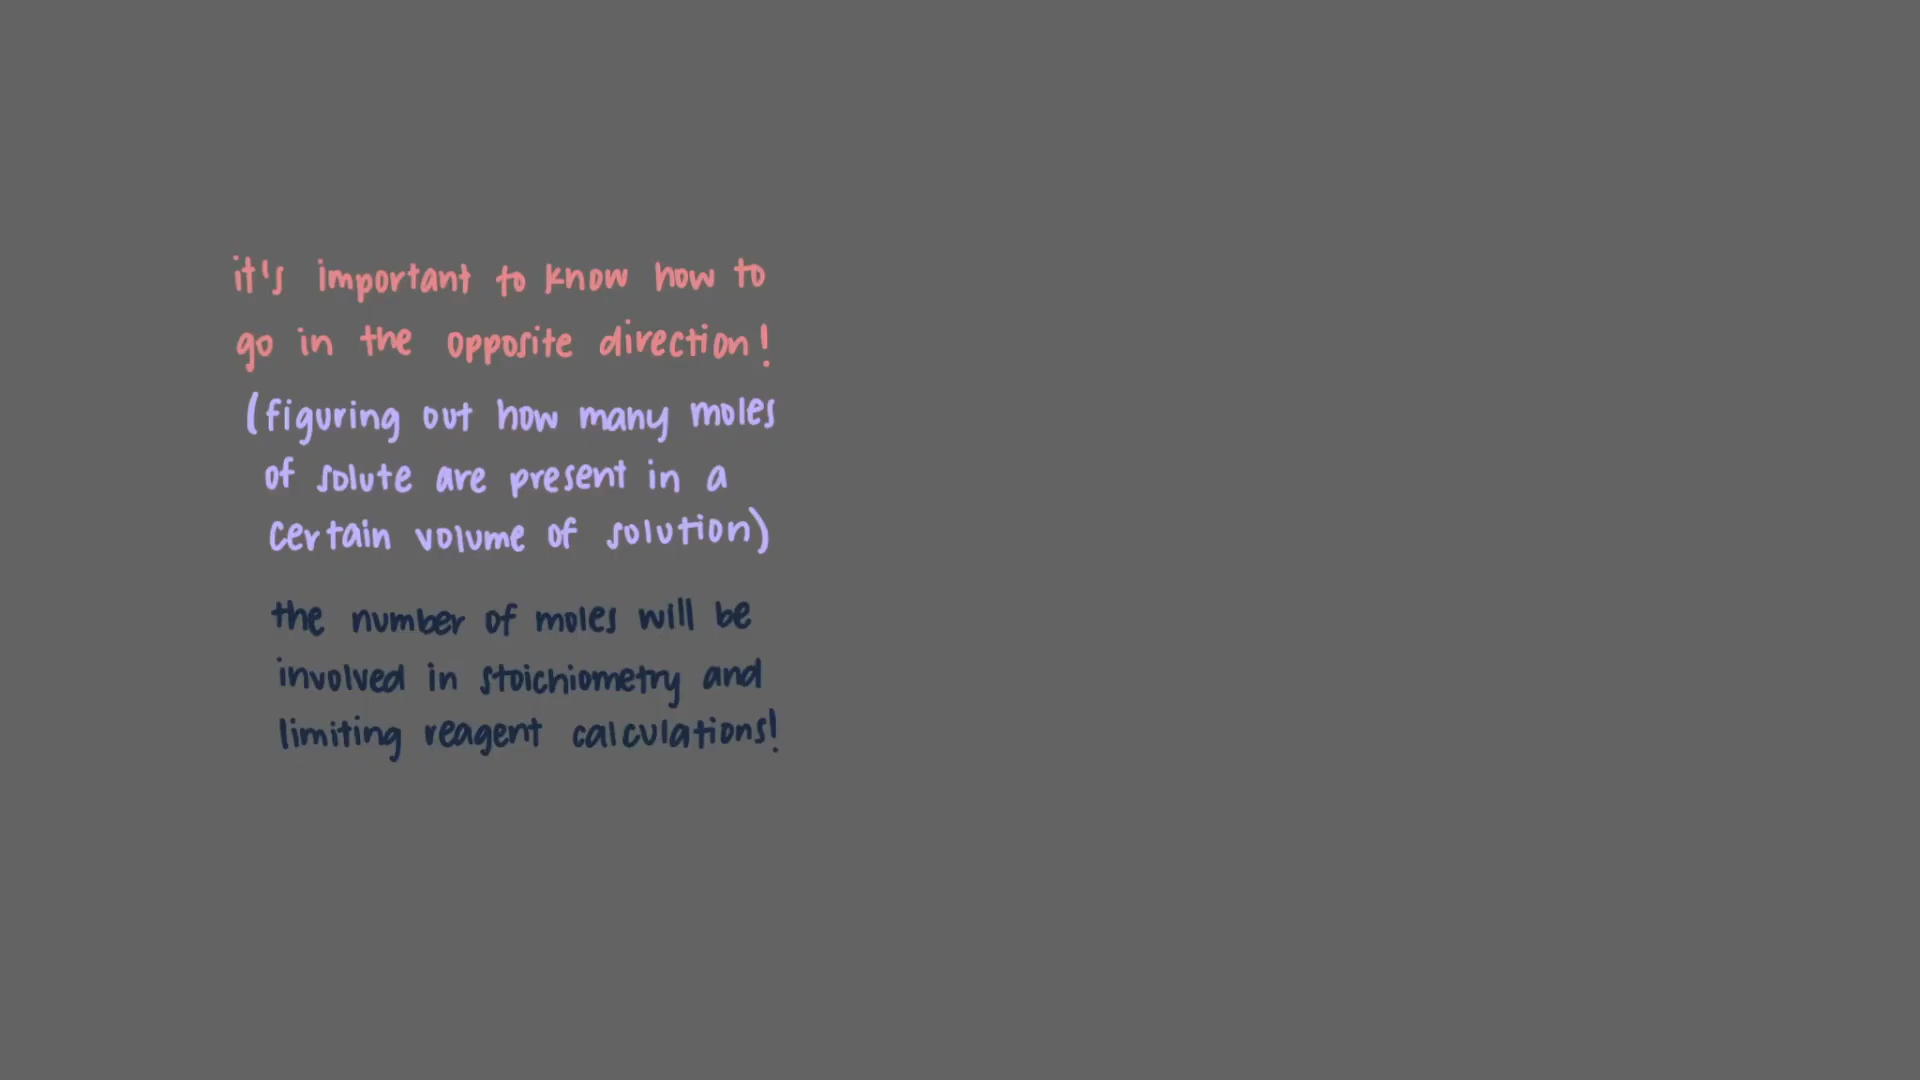 it's important to know how to
go in the opposite direction!
(figuring out how many moles
of solute are present in a
certain volume of solution)
the number of moles will be
involved in stoichiometry and
limiting reagent calculations!